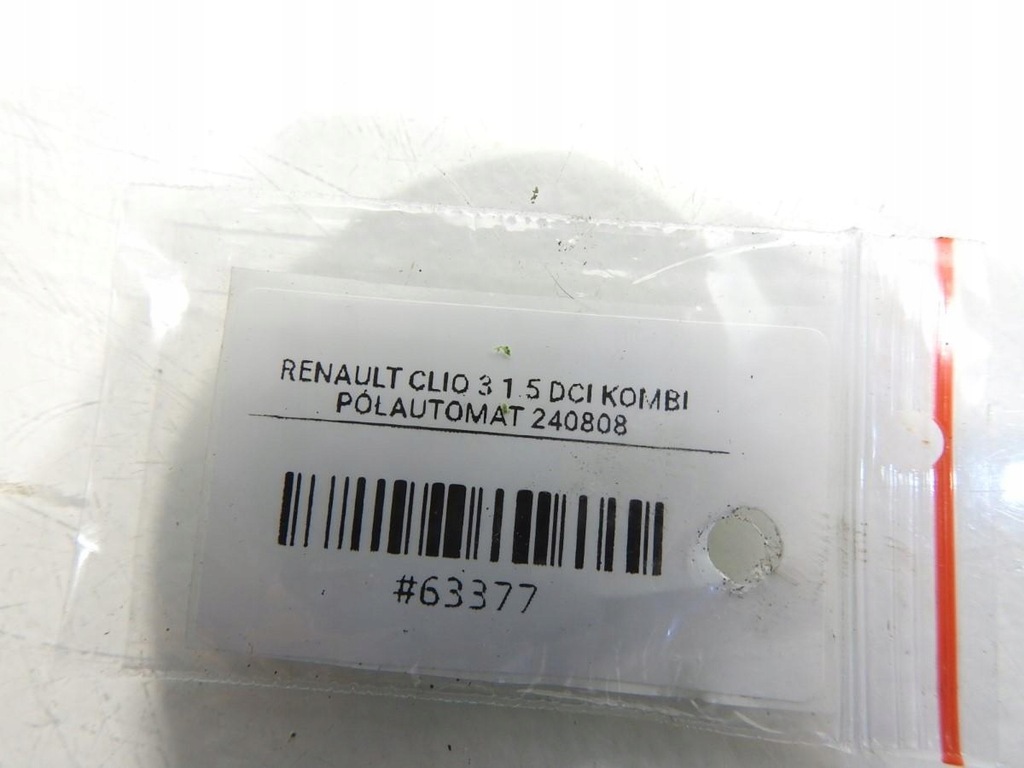 RENAULT CLIO 3 1.5 DCI KOMBI
PÓŁAUTOMAT 240808
#63377